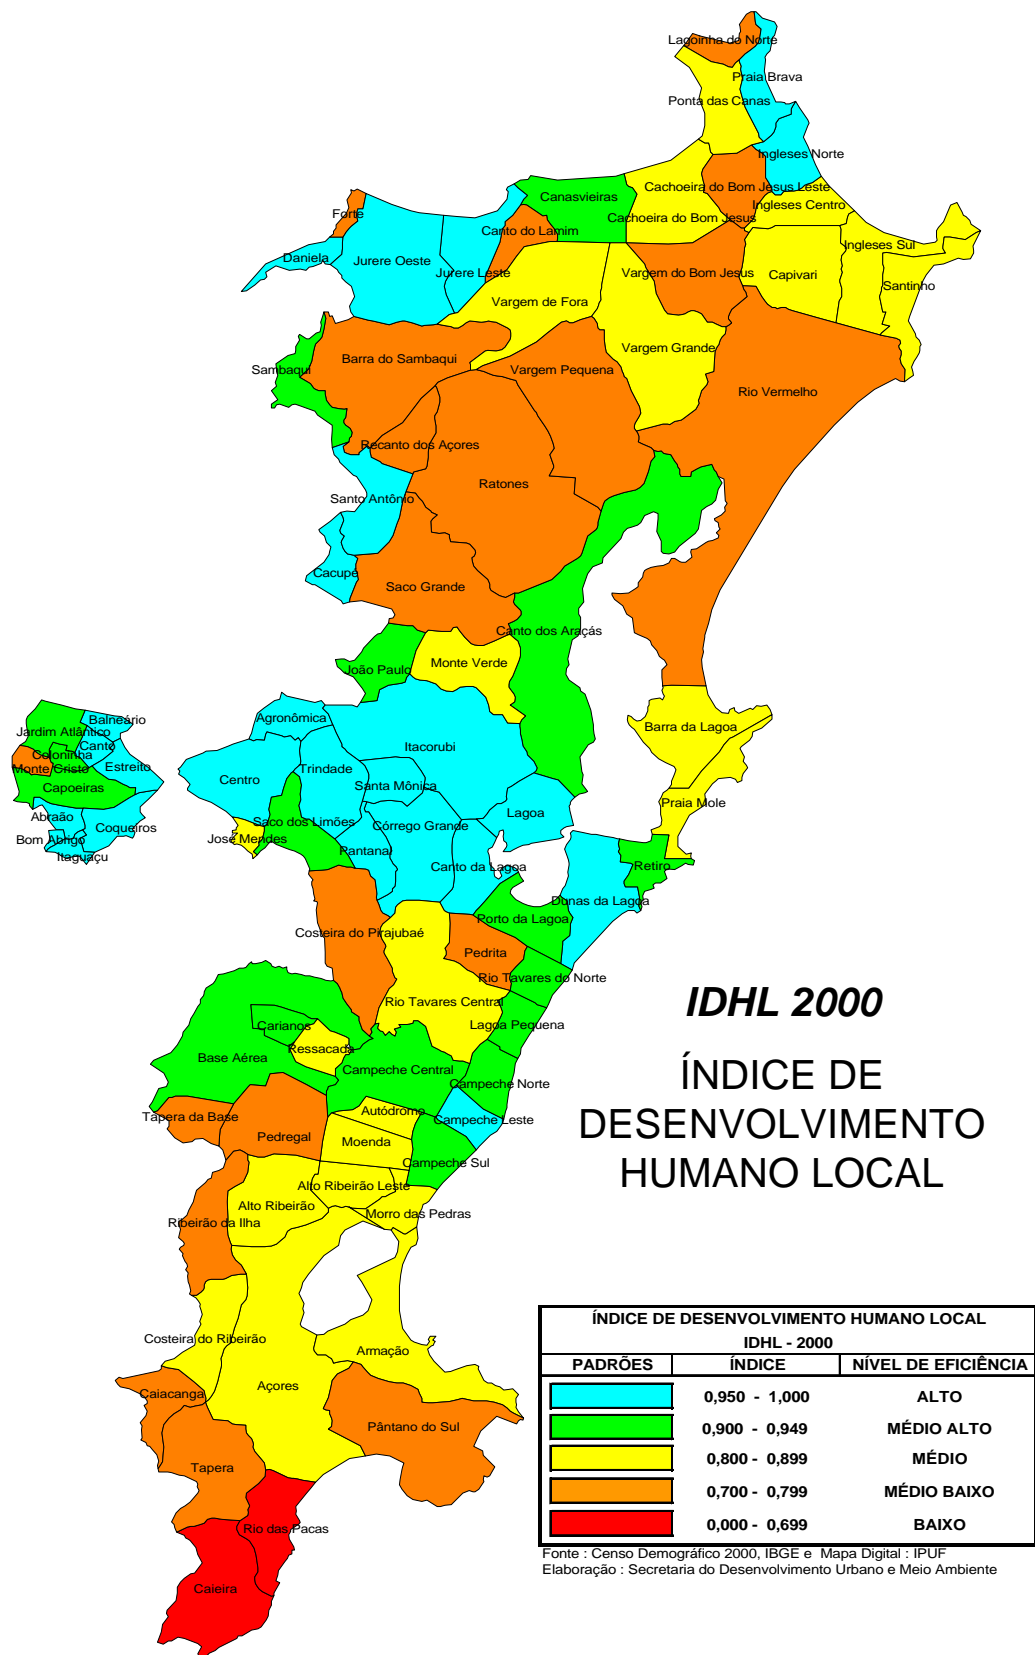 Lagoinha do Norte
Praia Brava
Ponta das Canas
Ingleses Norte
Cachoeira do Bom Jesus Leste
Canasvieiras
Ingleses Centro
Forte
Cachoeira do Bom Jesus
Canto do Lamim
Ingleses Sul
Daniela
Jurere Oeste
Jurere Leste
Vargem do Bom Jesus
Capivari
Santinho
Vargem de Fora
Vargem Grande
Barra do Sambaqui
Sambaqui
Vargem Pequena
Rio Vermelho
Recanto dos Açores
Ratones
Santo Antônio
Cacupé
Saco Grande
Canto dos Araçás
Monte Verde
João Paulo
Agronômica
Balneário
Barra da Lagoa
Jardim Atlântico
Canto
Itacorubi
Coloninha
Estreito
Monte Cristo
Trindade
Centro
Santa Mônica
Capoeiras
Praia Mole
Abraão
Lagoa
Saco dos Limões
Córrego Grande
Coqueiros
Bom Abrigo
José Mendes
Itaguaçu
Pantanal
Canto da Lagoa
Retiro
Dunas da Lagoa
Porto da Lagoa
Costeira do Pirajubaé
Pedrita
Rio Tavares do Norte
Rio Tavares Central
Lagoa Pequena
Carianos
Ressacada
Base Aérea
Campeche Central
Campeche Norte
Autódromo
Tapera da Base
Campeche Leste
Pedregal
Moenda
Campeche Sul
Alto Ribeirão Leste
Alto Ribeirão
Morro das Pedras
Ribeirão da Ilha
Costeira do Ribeirão
Armação
Açores
Caiacanga
Pântano do Sul
Tapera
Rio das Pacas
Caieira
IDHL 2000
ÍNDICE DE
DESENVOLVIMENTO
HUMANO LOCAL
ÍNDICE DE DESENVOLVIMENTO HUMANO LOCAL
IDHL - 2000
PADRÕES ÍNDICE NÍVEL DE EFICIÊNCIA
0,950 - 1,000 ALTO
0,900 - 0,949 MÉDIO ALTO
0,800 - 0,899 MÉDIO
0,700 - 0,799 MÉDIO BAIXO
0,000 - 0,699 BAIXO
Fonte : Censo Demográfico 2000, IBGE e Mapa Digital : IPUF
Elaboração : Secretaria do Desenvolvimento Urbano e Meio Ambiente